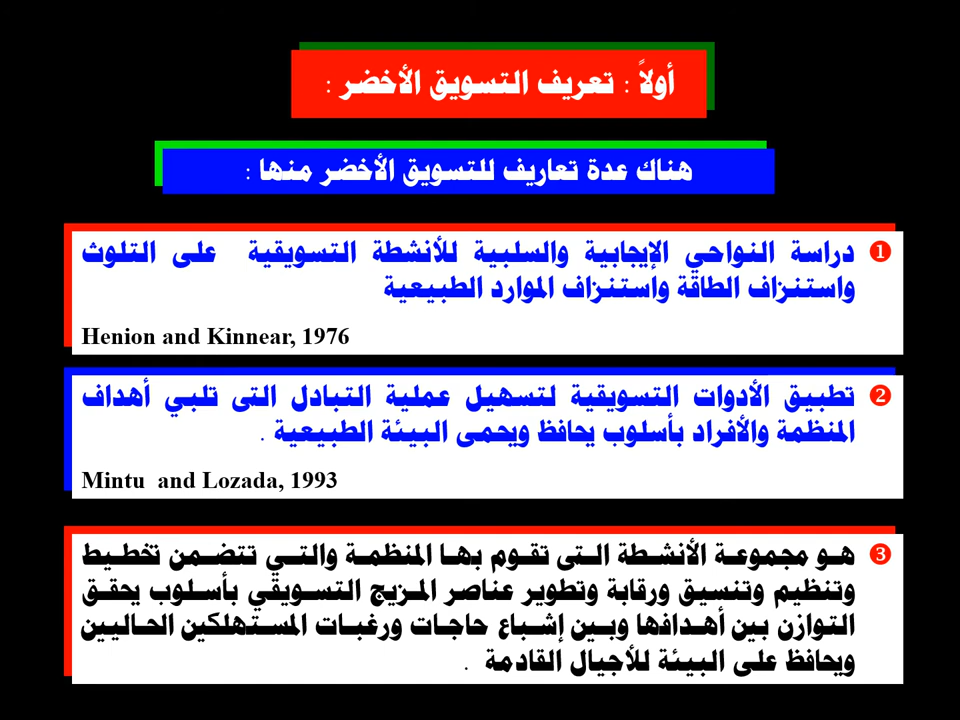 أولاً : تعريف التسويق الأخضر :
هناك عدة تعاريف للتسويق الأخضر منها :
❶ دراسة النواحي الإيجابية والسلبية للأنشطة التسويقية على التلوث
واستنزاف الطاقة واستنزاف الموارد الطبيعية
Henion and Kinnear, 1976
❷ تطبيق الأدوات التسويقية لتسهيل عملية التبادل التى تلبي أهداف
المنظمة والأفراد بأسلوب يحافظ ويحمى البيئة الطبيعية .
Mintu and Lozada, 1993
❸ هو مجموعة الأنشطة التى تقوم بها المنظمة والتي تتضمن تخطيط
وتنظيم وتنسيق ورقابة وتطوير عناصر المزيج التسويقي بأسلوب يحقق
التوازن بين أهدافها وبين إشباع حاجات ورغبات المستهلكين الحاليين
ويحافظ على البيئة للأجيال القادمة .